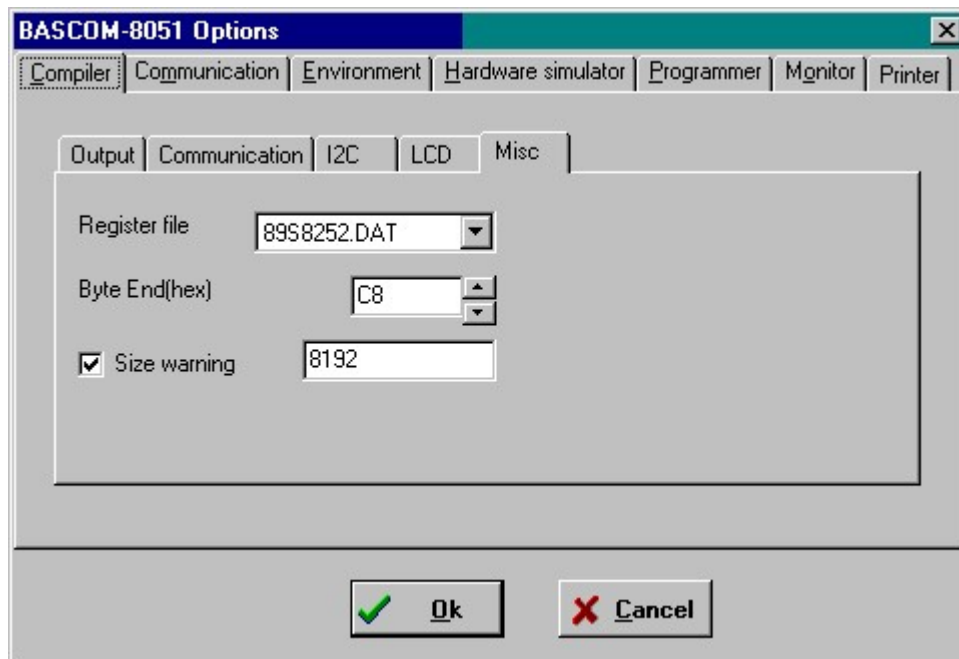 BASCOM-8051 Options
Compiler Communication Environment Hardware simulator Programmer Monitor Printer
Output Communication I2C LCD Misc
Register file 89S8252.DAT
Byte End(hex) C8
Size warning 8192
Ok Cancel